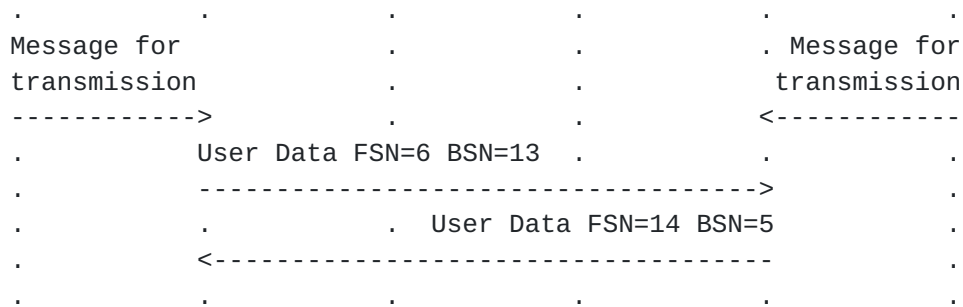 .           .           .           .           .           .
Message for             .           .           . Message for
transmission            .           .            transmission
------------>           .           .           <------------
.           User Data FSN=6 BSN=13  .           .           .
.           ------------------------------------>           .
.           .           .  User Data FSN=14 BSN=5           .
.           <------------------------------------           .
.           .           .           .           .           .